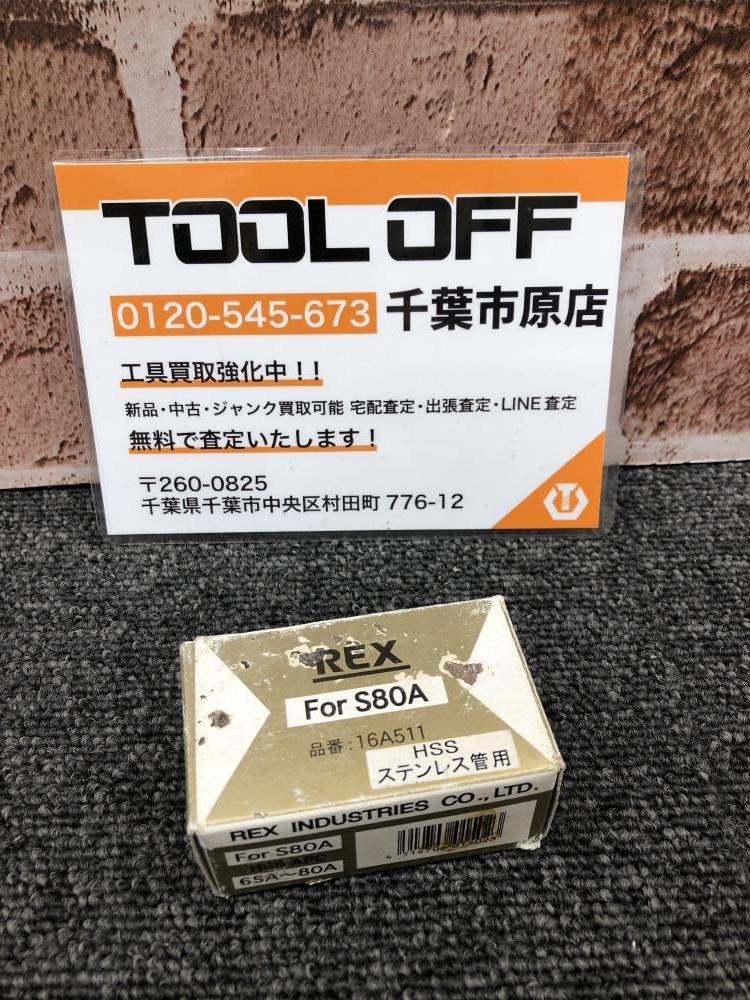 TOOL OFF
0120-545-673 千葉市原店
工具買取強化中！！
新品・中古・ジャンク買取可能 宅配査定・出張査定・LINE査定
無料で査定いたします！
〒260-0825
千葉県千葉市中央区村田町 776-12
REX
For S80A
品番:16A511
HSS
ステンレス管用
REX INDUSTRIES CO., LTD.
For S80A
APC
65A〜80A